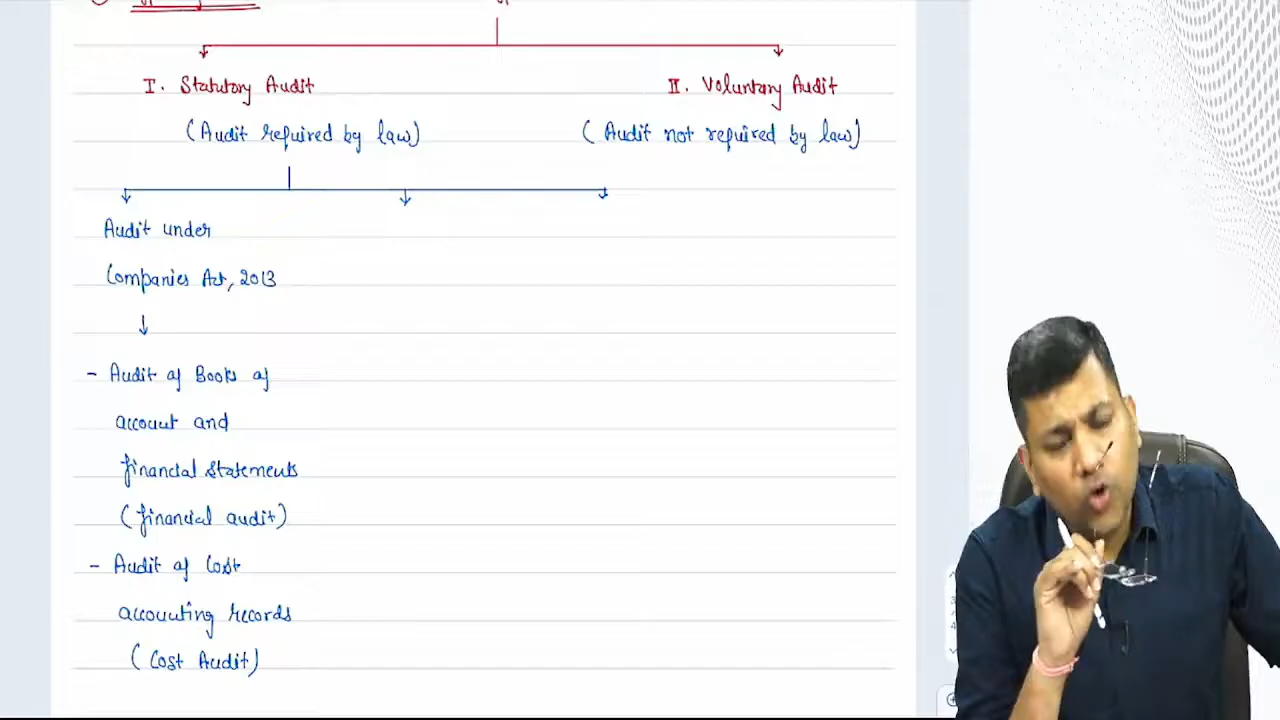 I. Statutory Audit
II. Voluntary Audit
(Audit required by law)
(Audit not required by law)
Audit under
Companies Act, 2013
- Audit of Books of
account and
financial statements
(financial audit)
- Audit of Cost
accounting records
(Cost Audit)